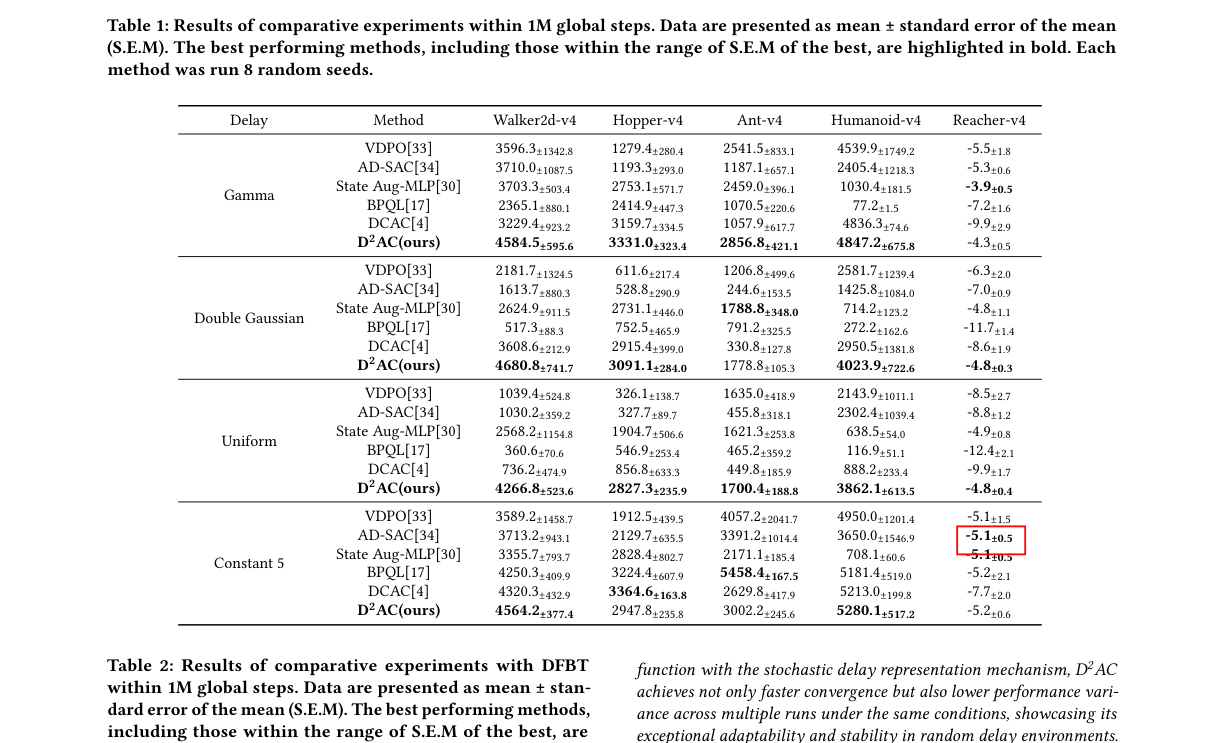 Table 1: Results of comparative experiments within 1M global steps. Data are presented as mean ± standard error of the mean
(S.E.M). The best performing methods, including those within the range of S.E.M of the best, are highlighted in bold. Each
method was run 8 random seeds.
Delay Method Walker2d-v4 Hopper-v4 Ant-v4 Humanoid-v4 Reacher-v4
VDPO[33] 3596.3±1342.8 1279.4±280.4 2541.5±833.1 4539.9±1749.2 -5.5±1.8
AD-SAC[34] 3710.0±1087.5 1193.3±293.0 1187.1±657.1 2405.4±1218.3 -5.3±0.6
State Aug-MLP[30] 3703.3±503.4 2753.1±571.7 2459.0±396.1 1030.4±181.5 -3.9±0.5
Gamma
BPQL[17] 2365.1±880.1 2414.9±447.3 1070.5±220.6 77.2±1.5 -7.2±1.6
DCAC[4] 3229.4±923.2 3159.7±334.5 1057.9±617.7 4836.3±74.6 -9.9±2.9
D²AC(ours) 4584.5±595.6 3331.0±323.4 2856.8±421.1 4847.2±675.8 -4.3±0.5
VDPO[33] 2181.7±1324.5 611.6±217.4 1206.8±499.6 2581.7±1239.4 -6.3±2.0
AD-SAC[34] 1613.7±880.3 528.8±290.9 244.6±153.5 1425.8±1084.0 -7.0±0.9
State Aug-MLP[30] 2624.9±911.5 2731.1±446.0 1788.8±348.0 714.2±123.2 -4.8±1.1
Double Gaussian
BPQL[17] 517.3±88.3 752.5±465.9 791.2±325.5 272.2±162.6 -11.7±1.4
DCAC[4] 3608.6±212.9 2915.4±399.0 330.8±127.8 2950.5±1381.8 -8.6±1.9
D²AC(ours) 4680.8±741.7 3091.1±284.0 1778.8±105.3 4023.9±722.6 -4.8±0.3
VDPO[33] 1039.4±524.8 326.1±138.7 1635.0±418.9 2143.9±1011.1 -8.5±2.7
AD-SAC[34] 1030.2±359.2 327.7±89.7 455.8±318.1 2302.4±1039.4 -8.8±1.2
State Aug-MLP[30] 2568.2±1154.8 1904.7±506.6 1621.3±253.8 638.5±54.0 -4.9±0.8
Uniform
BPQL[17] 360.6±70.6 546.9±253.4 465.2±359.2 116.9±51.1 -12.4±2.1
DCAC[4] 736.2±474.9 856.8±633.3 449.8±185.9 888.2±233.4 -9.9±1.7
D²AC(ours) 4266.8±523.6 2827.3±235.9 1700.4±188.8 3862.1±613.5 -4.8±0.4
VDPO[33] 3589.2±1458.7 1912.5±439.5 4057.2±2041.7 4950.0±1201.4 -5.1±1.5
AD-SAC[34] 3713.2±943.1 2129.7±635.5 3391.2±1014.4 3650.0±1546.9 -5.1±0.5
State Aug-MLP[30] 3355.7±793.7 2828.4±802.7 2171.1±185.4 708.1±60.6 -5.1±0.5
Constant 5
BPQL[17] 4250.3±409.9 3224.4±607.9 5458.4±167.5 5181.4±519.0 -5.2±2.1
DCAC[4] 4320.3±432.9 3364.6±163.8 2629.8±417.9 5213.0±199.8 -7.7±2.0
D²AC(ours) 4564.2±377.4 2947.8±235.8 3002.2±245.6 5280.1±517.2 -5.2±0.6
Table 2: Results of comparative experiments with DFBT
within 1M global steps. Data are presented as mean ± stan-
dard error of the mean (S.E.M). The best performing methods,
including those within the range of S.E.M of the best, are
function with the stochastic delay representation mechanism, D²AC
achieves not only faster convergence but also lower performance vari-
ance across multiple runs under the same conditions, showcasing its
exceptional adaptability and stability in random delay environments.